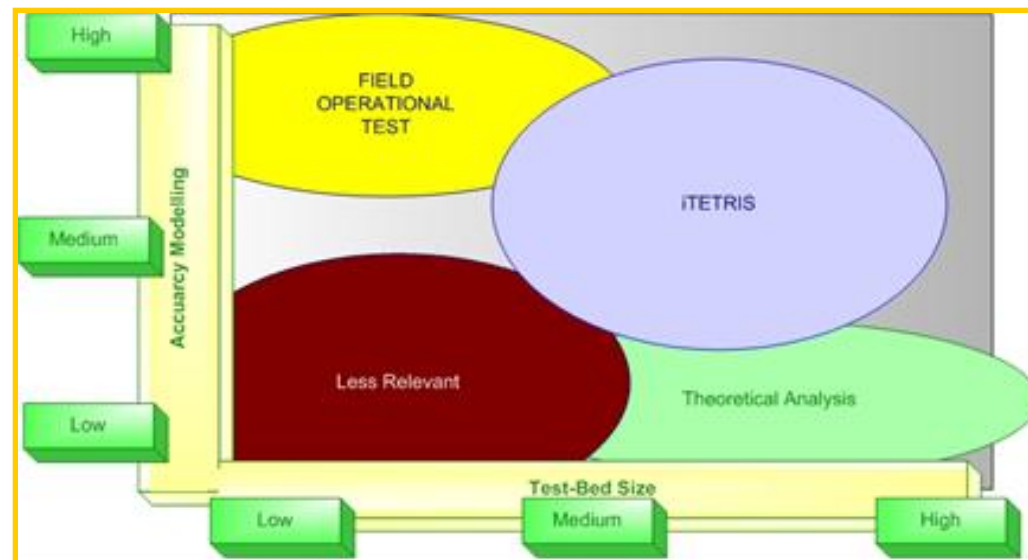 High
FIELD
OPERATIONAL
TEST
iTETRIS
Medium
Accuarcy Modelling
Less Relevant
Theoretical Analysis
Low
Test-Bed Size
Low
Medium
High